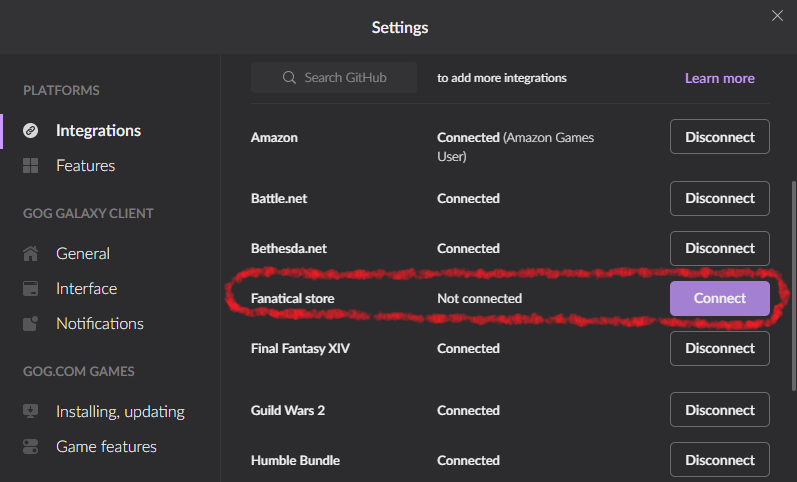 Settings
PLATFORMS
Integrations
Features
GOG GALAXY CLIENT
General
Interface
Notifications
GOG.COM GAMES
Installing, updating
Game features
Search GitHub to add more integrations Learn more
Amazon Connected (Amazon Games
User) Disconnect
Battle.net Connected Disconnect
Bethesda.net Connected Disconnect
Fanatical store Not connected Connect
Final Fantasy XIV Connected Disconnect
Guild Wars 2 Connected Disconnect
Humble Bundle Connected Disconnect